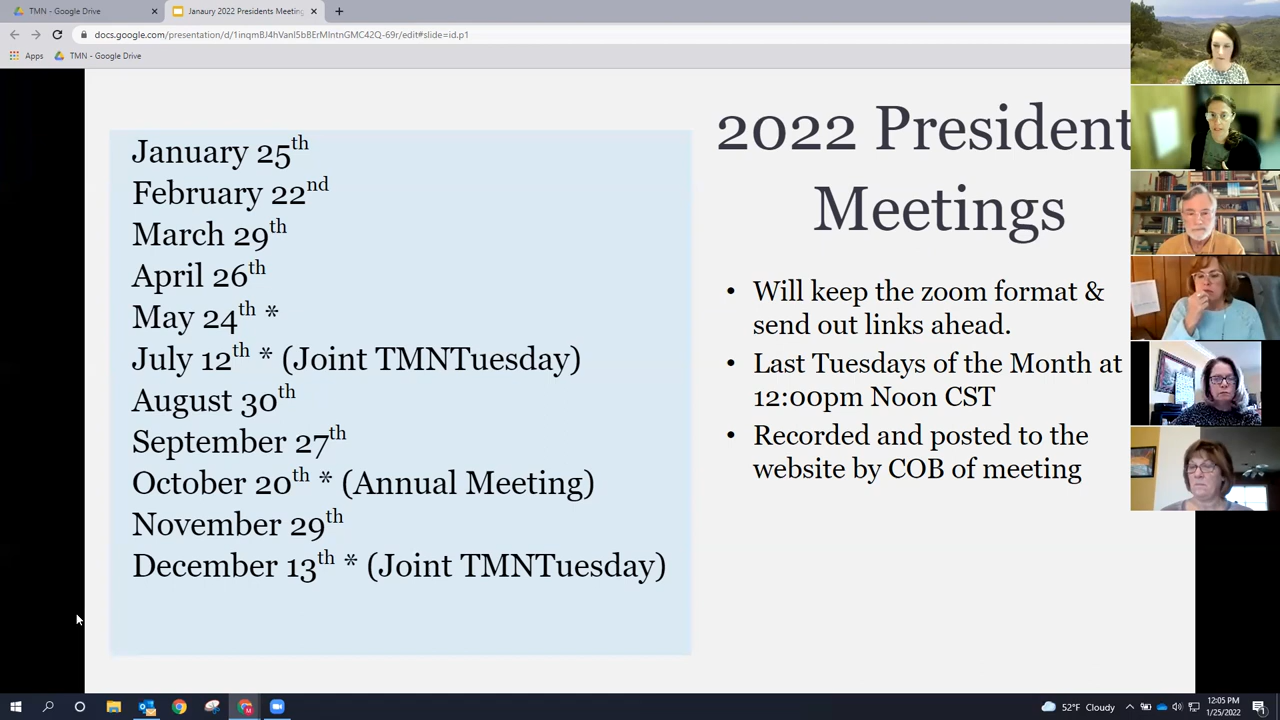 TMN - Google Drive
Janaury 2022 Presidents Meeting
docs.google.com/presentation/d/1inqmBJ4hVanI5bBErMIntnGMC42Q-69r/edit#slide=id.p1
Apps
TMN - Google Drive
2022 President
Meetings
January 25th
February 22nd
March 29th
April 26th
May 24th *
July 12th * (Joint TMNTuesday)
August 30th
September 27th
October 20th * (Annual Meeting)
November 29th
December 13th * (Joint TMNTuesday)
• Will keep the zoom format &
send out links ahead.
• Last Tuesdays of the Month at
12:00pm Noon CST
• Recorded and posted to the
website by COB of meeting
52°F Cloudy
12:05 PM
1/25/2022